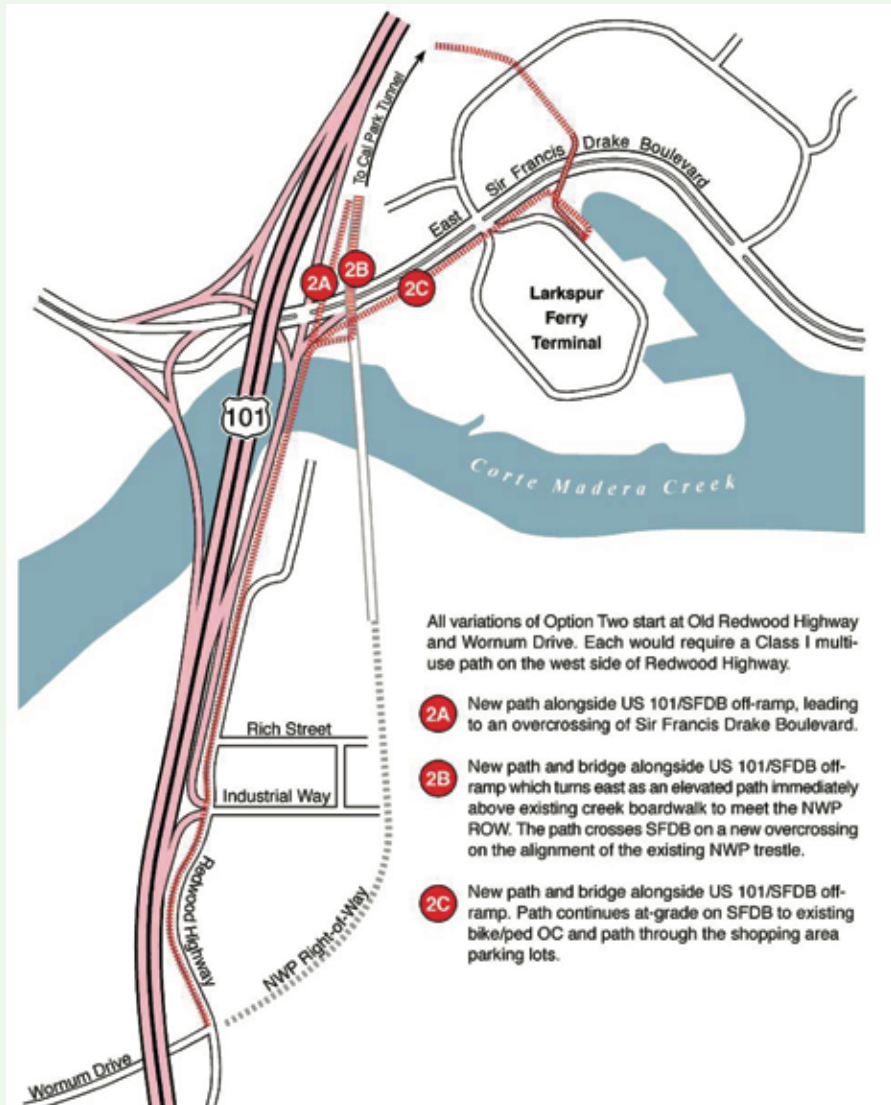 To Cal Park Tunnel
East Sir Francis Drake Boulevard
2A
2B
2C
Larkspur
Ferry
Terminal
101
Corte Madera Creek
All variations of Option Two start at Old Redwood Highway
and Wornum Drive. Each would require a Class I multi-
use path on the west side of Redwood Highway.
2A New path alongside US 101/SFDB off-ramp, leading
to an overcrossing of Sir Francis Drake Boulevard.
Rich Street
2B New path and bridge alongside US 101/SFDB off-
ramp which turns east as an elevated path immediately
above existing creek boardwalk to meet the NWP
ROW. The path crosses SFDB on a new overcrossing
on the alignment of the existing NWP trestle.
Industrial Way
Redwood Highway
2C New path and bridge alongside US 101/SFDB off-
ramp. Path continues at-grade on SFDB to existing
bike/ped OC and path through the shopping area
parking lots.
NWP Right-of-Way
Wornum Drive